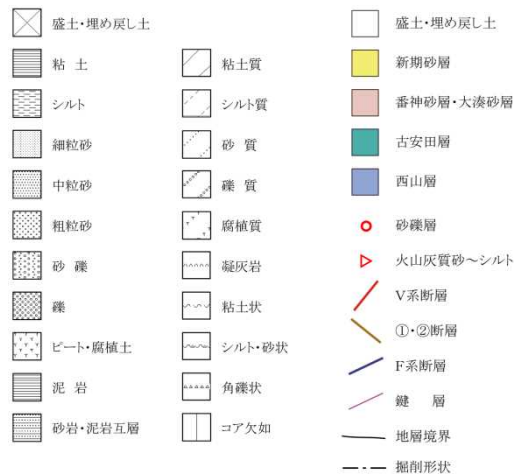 盛土・埋め戻し土
粘 土
シルト
細粒砂
中粒砂
粗粒砂
砂 礫
礫
ピート・腐植土
泥 岩
砂岩・泥岩互層
粘土質
シルト質
砂 質
礫 質
腐植質
凝灰岩
粘土状
シルト・砂状
角礫状
コア欠如
盛土・埋め戻し土
新期砂層
番神砂層・大湊砂層
古安田層
西山層
砂礫層
火山灰質砂～シルト
V系断層
①・②断層
F系断層
鍵 層
地層境界
掘削形状